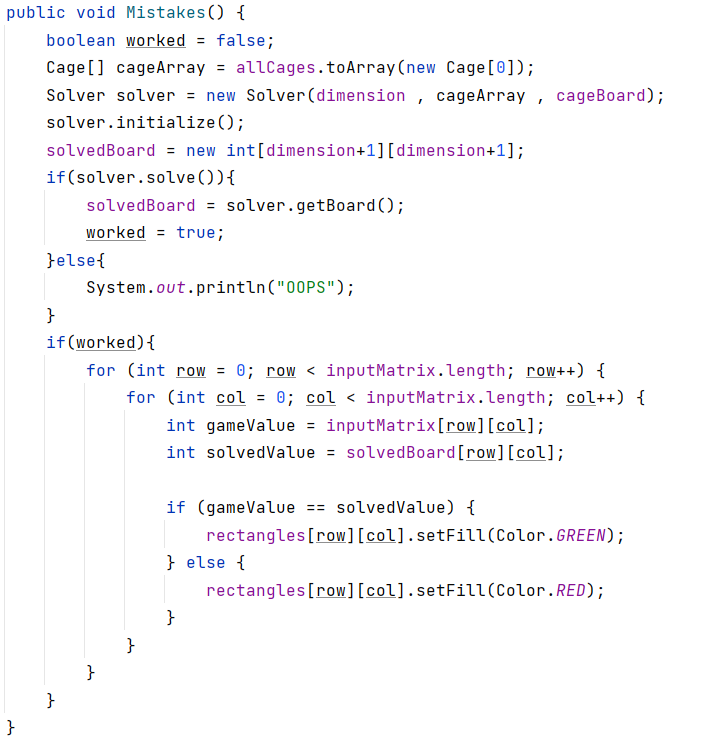 public void Mistakes() {
    boolean worked = false;
    Cage[] cageArray = allCages.toArray(new Cage[0]);
    Solver solver = new Solver(dimension , cageArray , cageBoard);
    solver.initialize();
    solvedBoard = new int[dimension+1][dimension+1];
    if(solver.solve()){
        solvedBoard = solver.getBoard();
        worked = true;
    }else{
        System.out.println("OOPS");
    }
    if(worked){
        for (int row = 0; row < inputMatrix.length; row++) {
            for (int col = 0; col < inputMatrix.length; col++) {
                int gameValue = inputMatrix[row][col];
                int solvedValue = solvedBoard[row][col];

                if (gameValue == solvedValue) {
                    rectangles[row][col].setFill(Color.GREEN);
                } else {
                    rectangles[row][col].setFill(Color.RED);
                }
            }
        }
    }
}